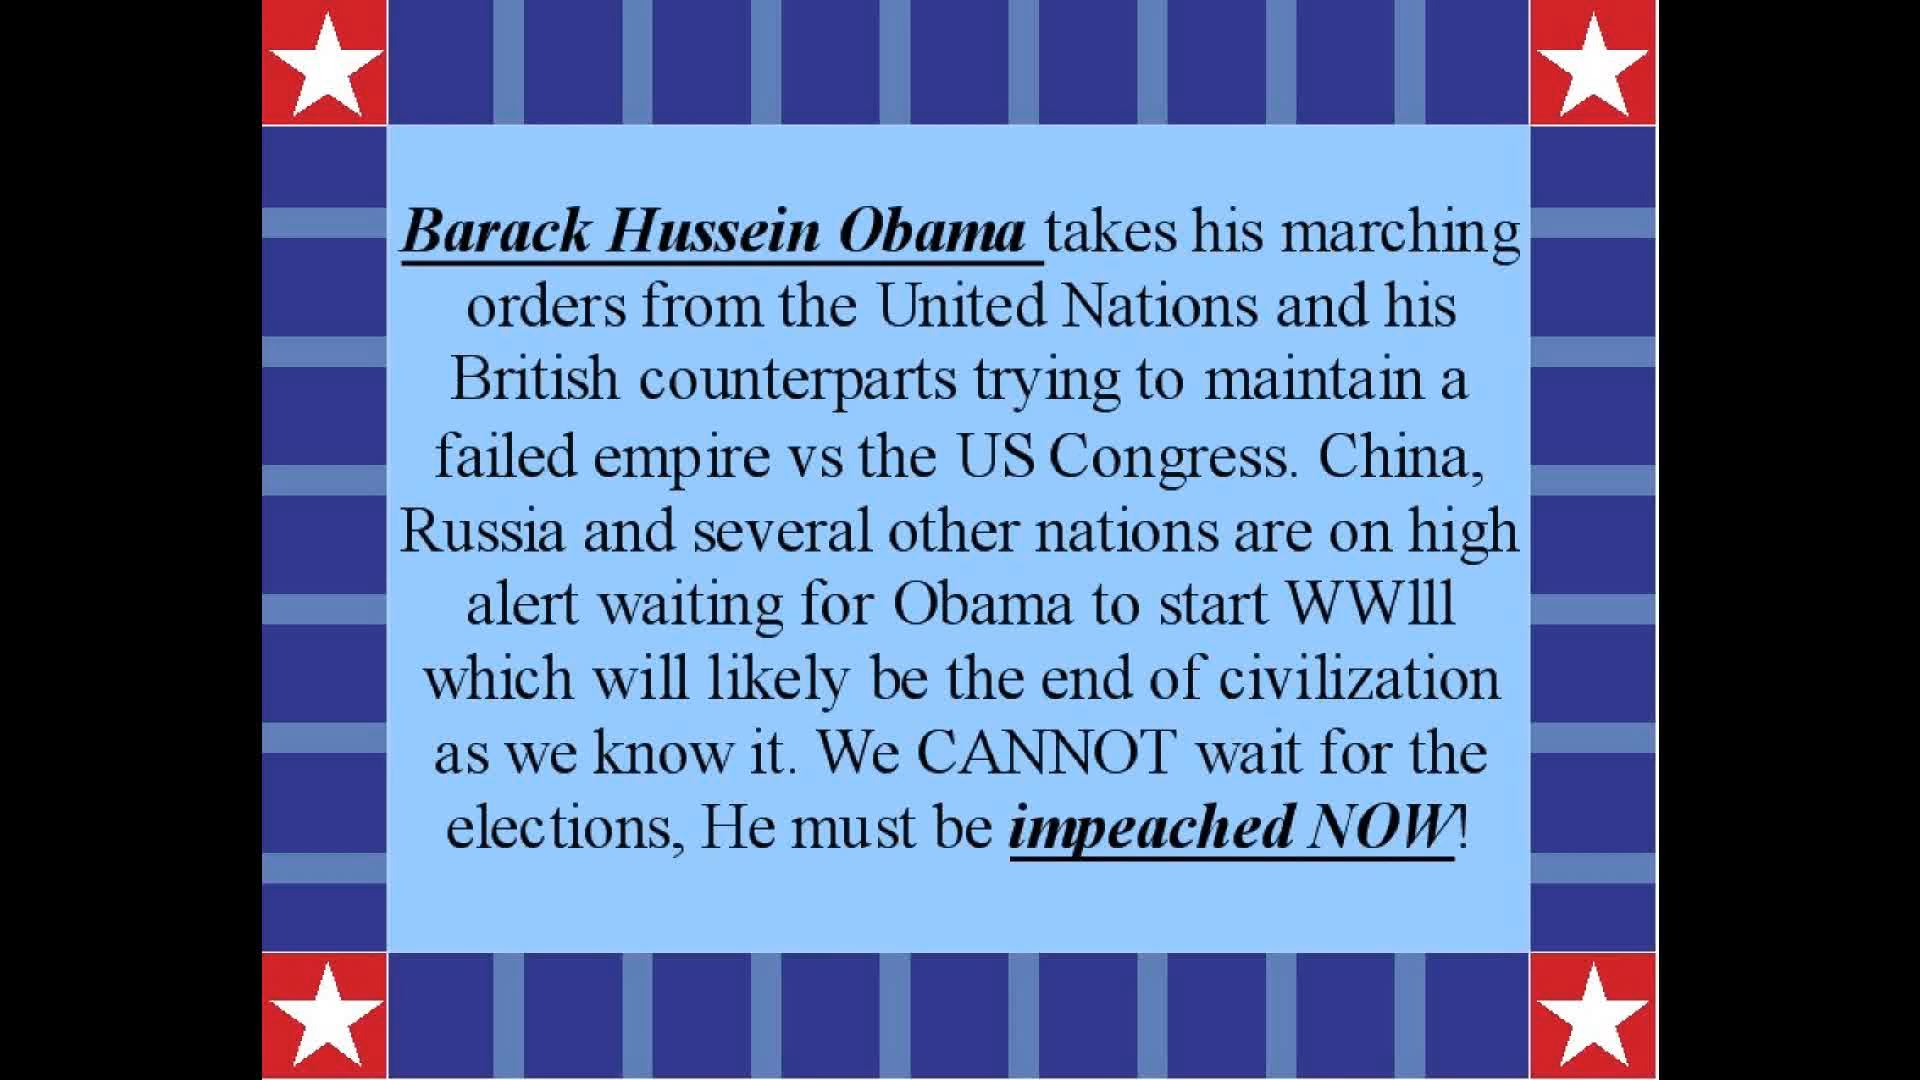 Barack Hussein Obama takes his marching
orders from the United Nations and his
British counterparts trying to maintain a
failed empire vs the US Congress. China,
Russia and several other nations are on high
alert waiting for Obama to start WWlll
which will likely be the end of civilization
as we know it. We CANNOT wait for the
elections, He must be impeached NOW!